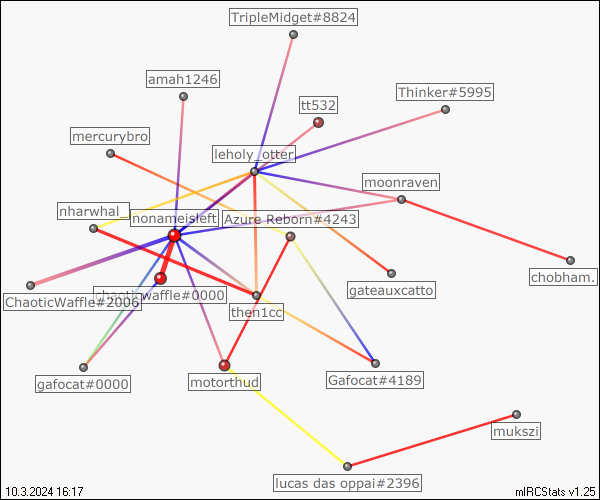 TripleMidget#8824
amah1246
Thinker#5995
tt532
mercurybro
leholy_otter
moonraven
nharwhal_
nonameisleft
Azure Reborn#4243
chobham.
chaoticwaffle#0000
gateauxcatto
ChaoticWaffle#2006
then1cc
gafocat#0000
motorthud
Gafocat#4189
mukszi
lucas das oppai#2396
10.3.2024 16:17
mIRCStats v1.25